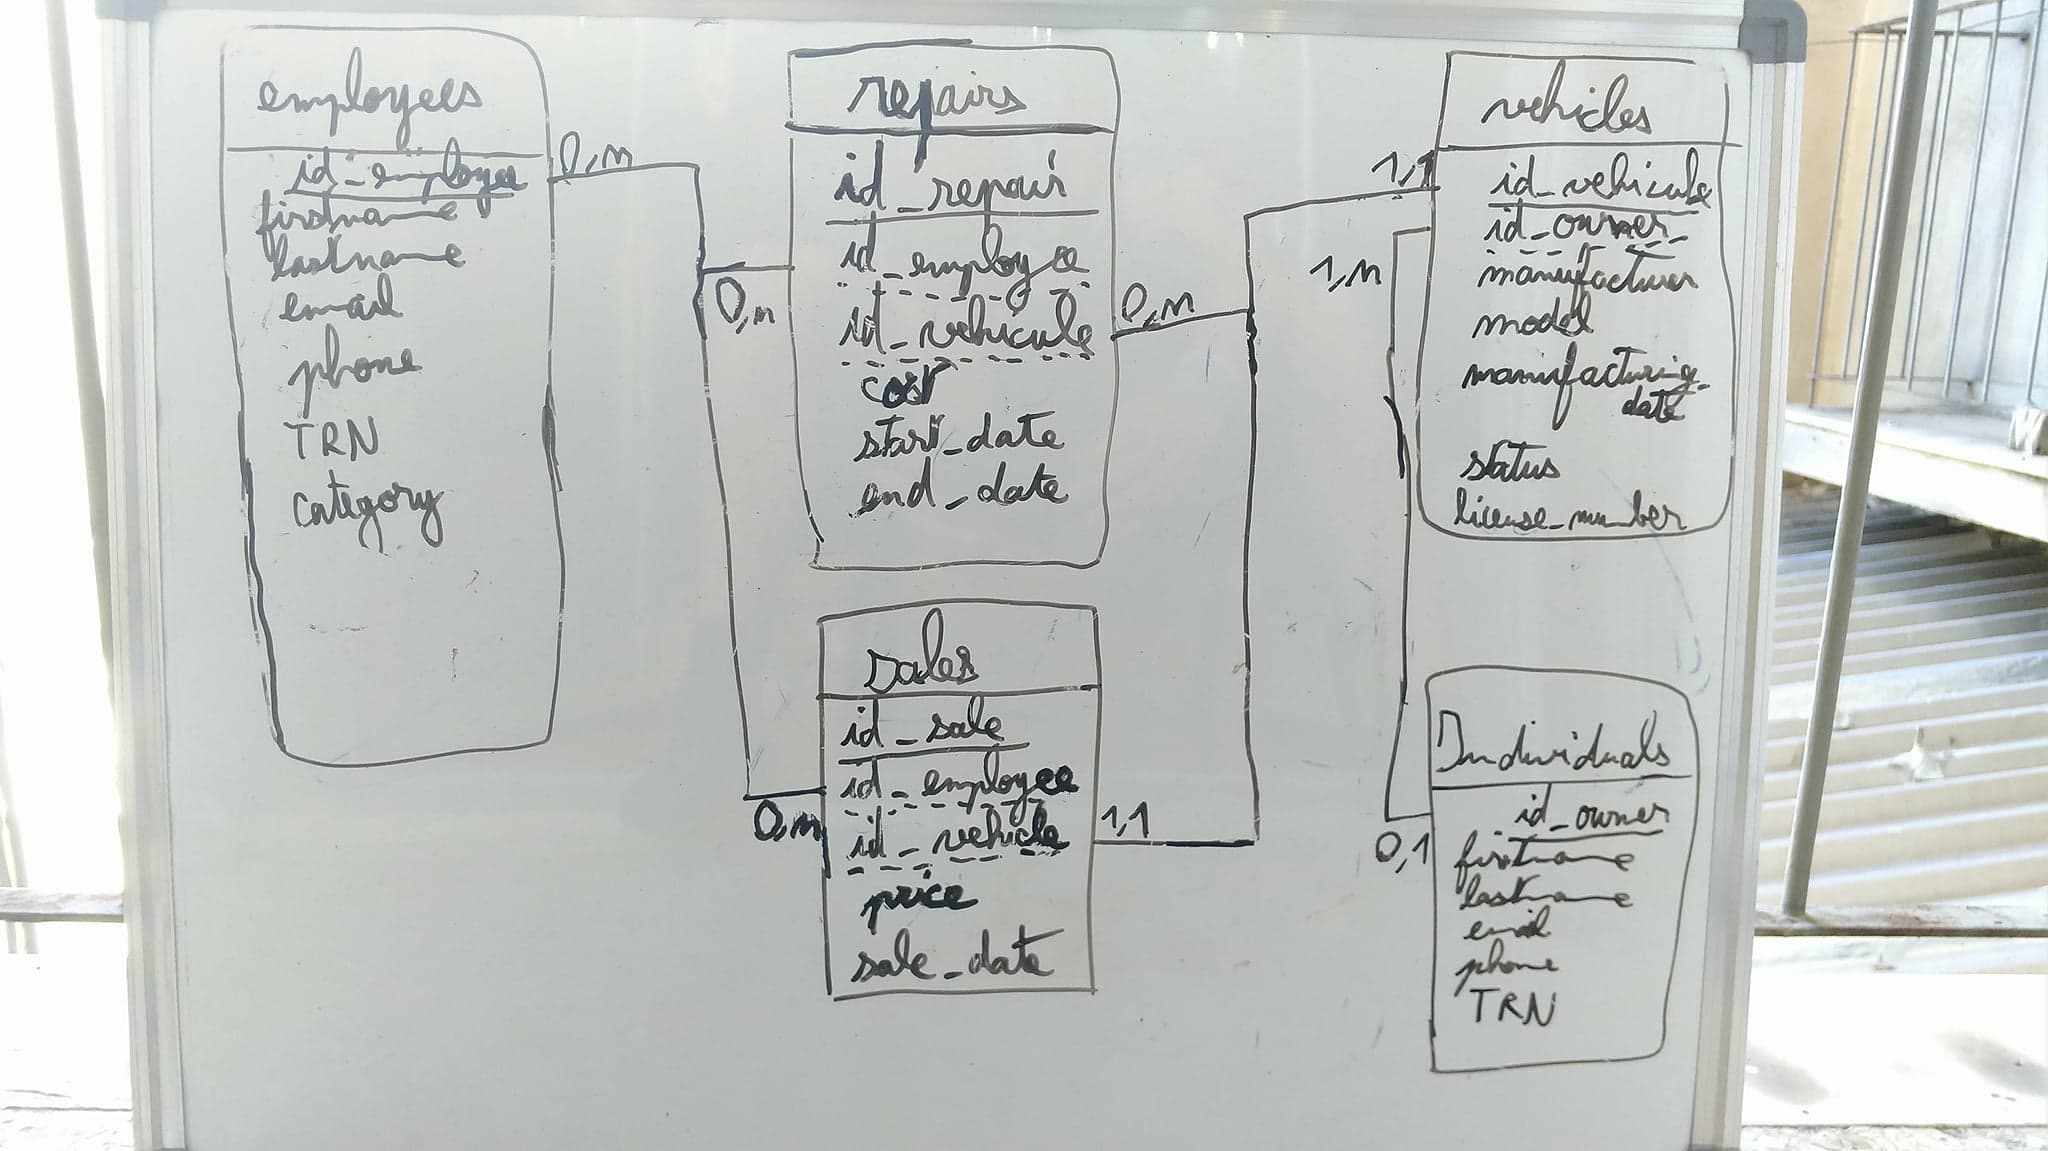 employees
id_employee
firstname
lastname
email
phone
TRN
category
0,n
repairs
id_repair
id_employee
id_vehicule
cost
start_date
end_date
0,n
0,n
vehicles
id_vehicule
id_owner
manufacturer
model
manufacturing_
date
status
license_number
1,1
1,n
sales
id_sale
id_employee
id_vehicle
price
sale_date
0,n
1,1
Individuals
id_owner
firstname
lastname
email
phone
TRN
0,1